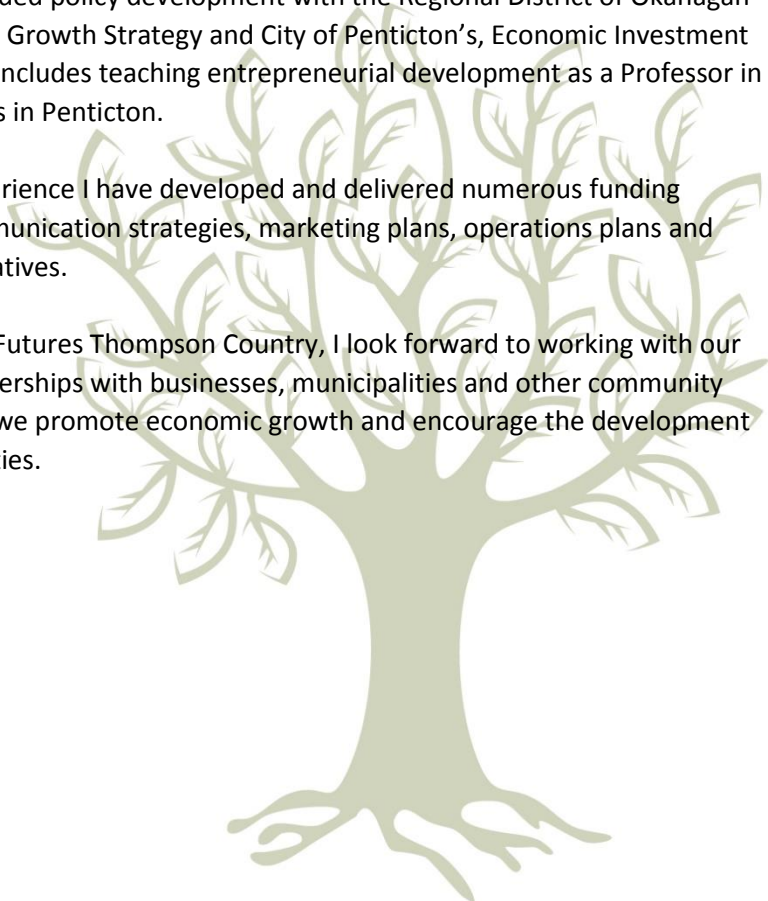 ded policy development with the Regional District of Okanagan
Growth Strategy and City of Penticton’s, Economic Investment
ncludes teaching entrepreneurial development as a Professor in
s in Penticton.
rience I have developed and delivered numerous funding
munication strategies, marketing plans, operations plans and
atives.
Futures Thompson Country, I look forward to working with our
erships with businesses, municipalities and other community
we promote economic growth and encourage the development
ties.